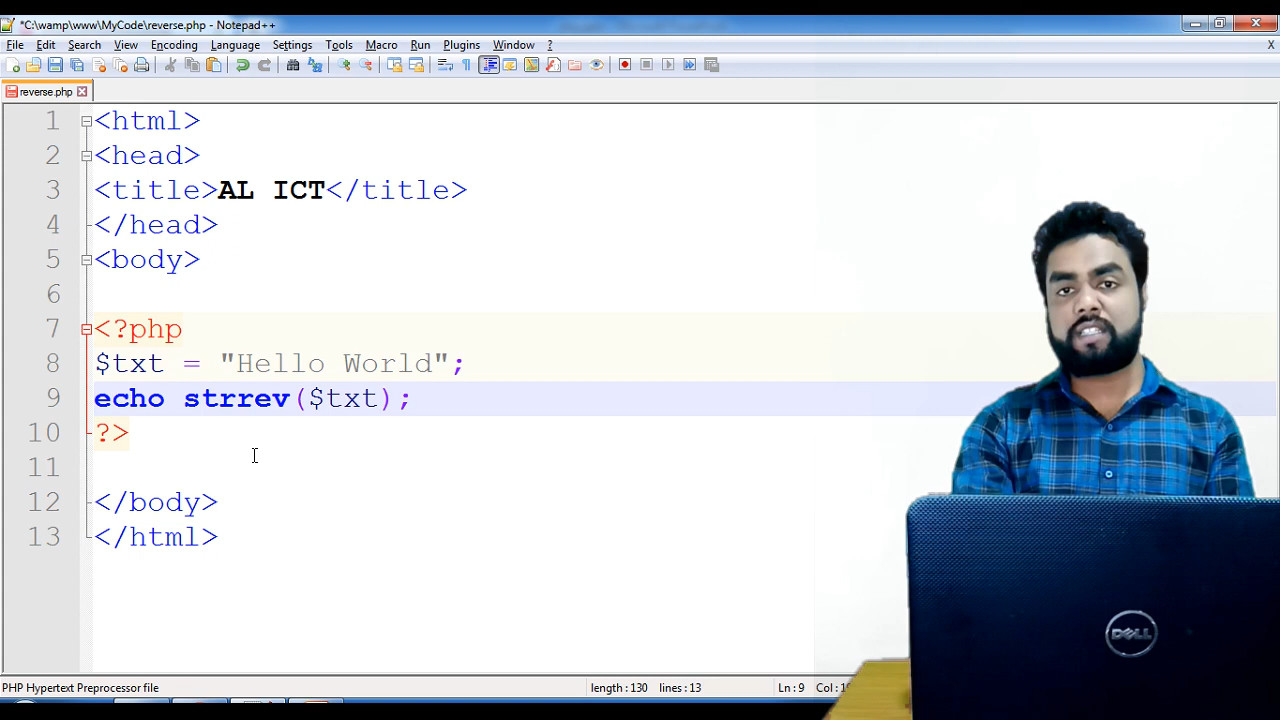 *C:\wamp\www\MyCode\reverse.php - Notepad++
File Edit Search View Encoding Language Settings Tools Macro Run Plugins Window ? X
reverse.php
1 <html>
2 <head>
3 <title>AL ICT</title>
4 </head>
5 <body>
6
7 <?php
8 $txt = "Hello World";
9 echo strrev($txt);
10 ?>
11
12 </body>
13 </html>
DELL
PHP Hypertext Preprocessor file length : 130 lines : 13 Ln : 9